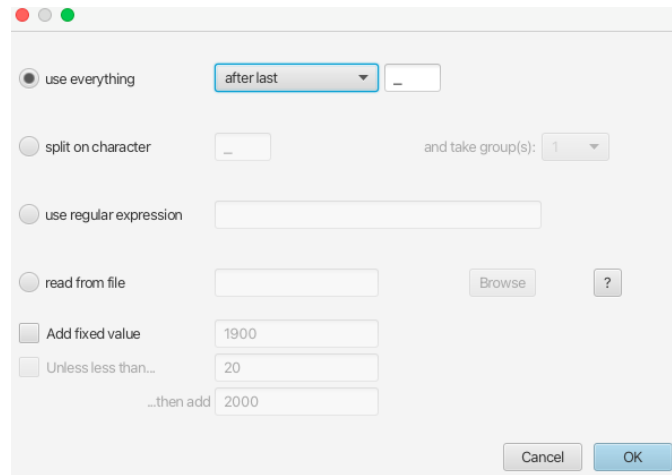 use everything after last _
split on character _ and take group(s): 1
use regular expression
read from file Browse ?
Add fixed value 1900
Unless less than... 20
...then add 2000
Cancel OK